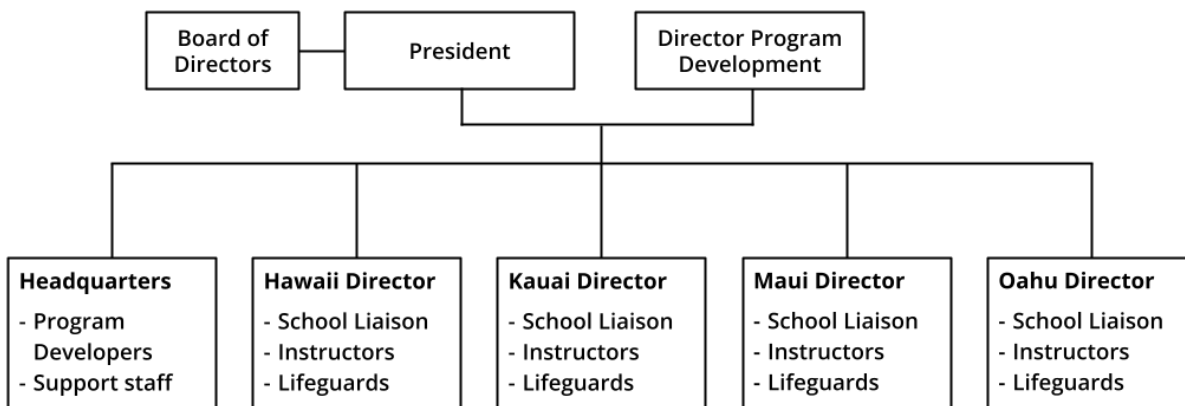 Board of
Directors
President
Director Program
Development
Headquarters
- Program
Developers
- Support staff
Hawaii Director
- School Liaison
- Instructors
- Lifeguards
Kauai Director
- School Liaison
- Instructors
- Lifeguards
Maui Director
- School Liaison
- Instructors
- Lifeguards
Oahu Director
- School Liaison
- Instructors
- Lifeguards